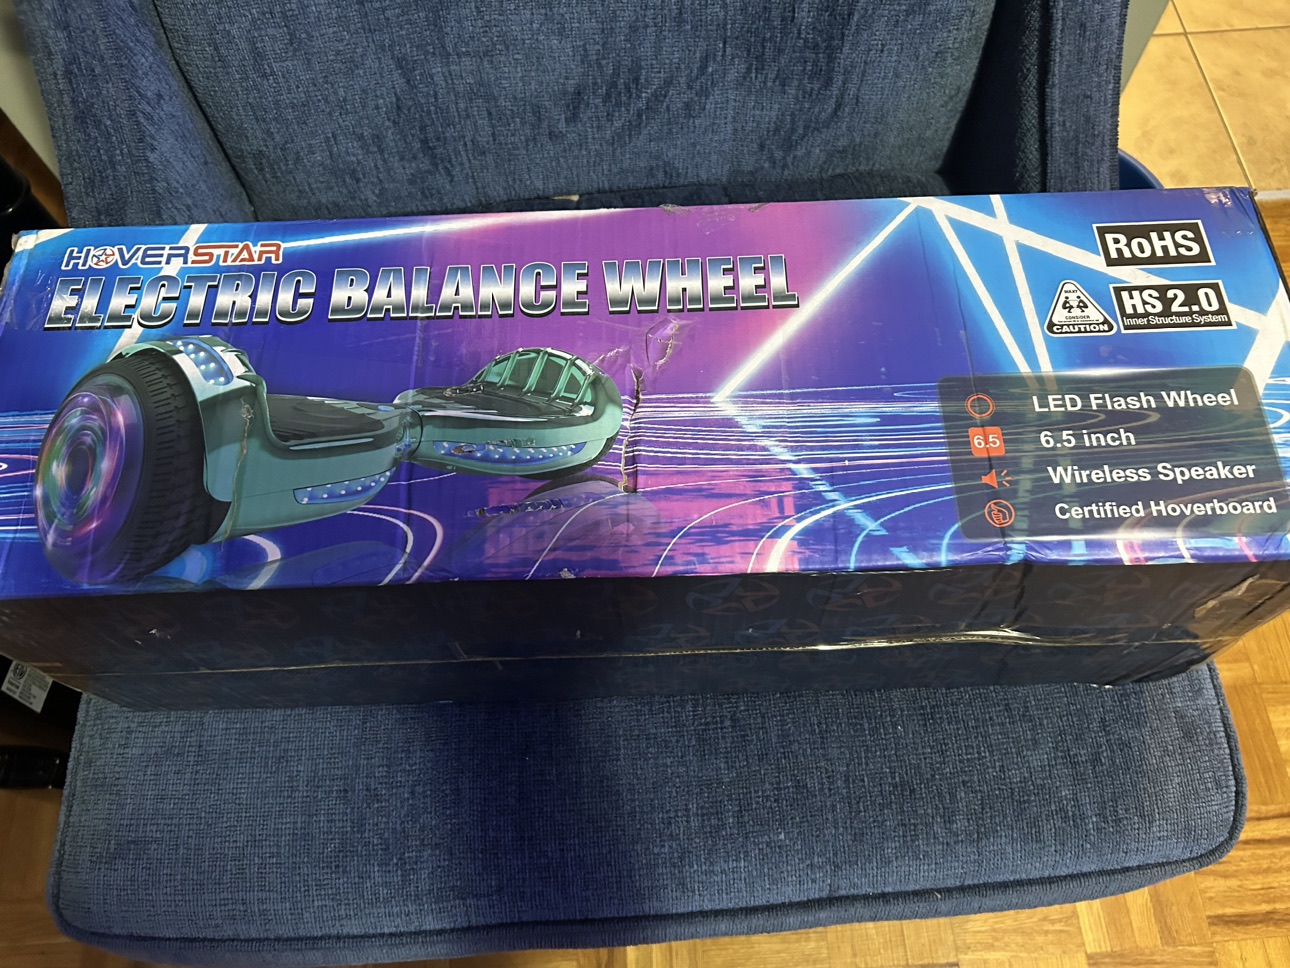 HOVERSTAR
ELECTRIC BALANCE WHEEL
RoHS
CONSIDER
CAUTION
HS 2.0
Inner Structure System
LED Flash Wheel
6.5
6.5 inch
Wireless Speaker
Certified Hoverboard